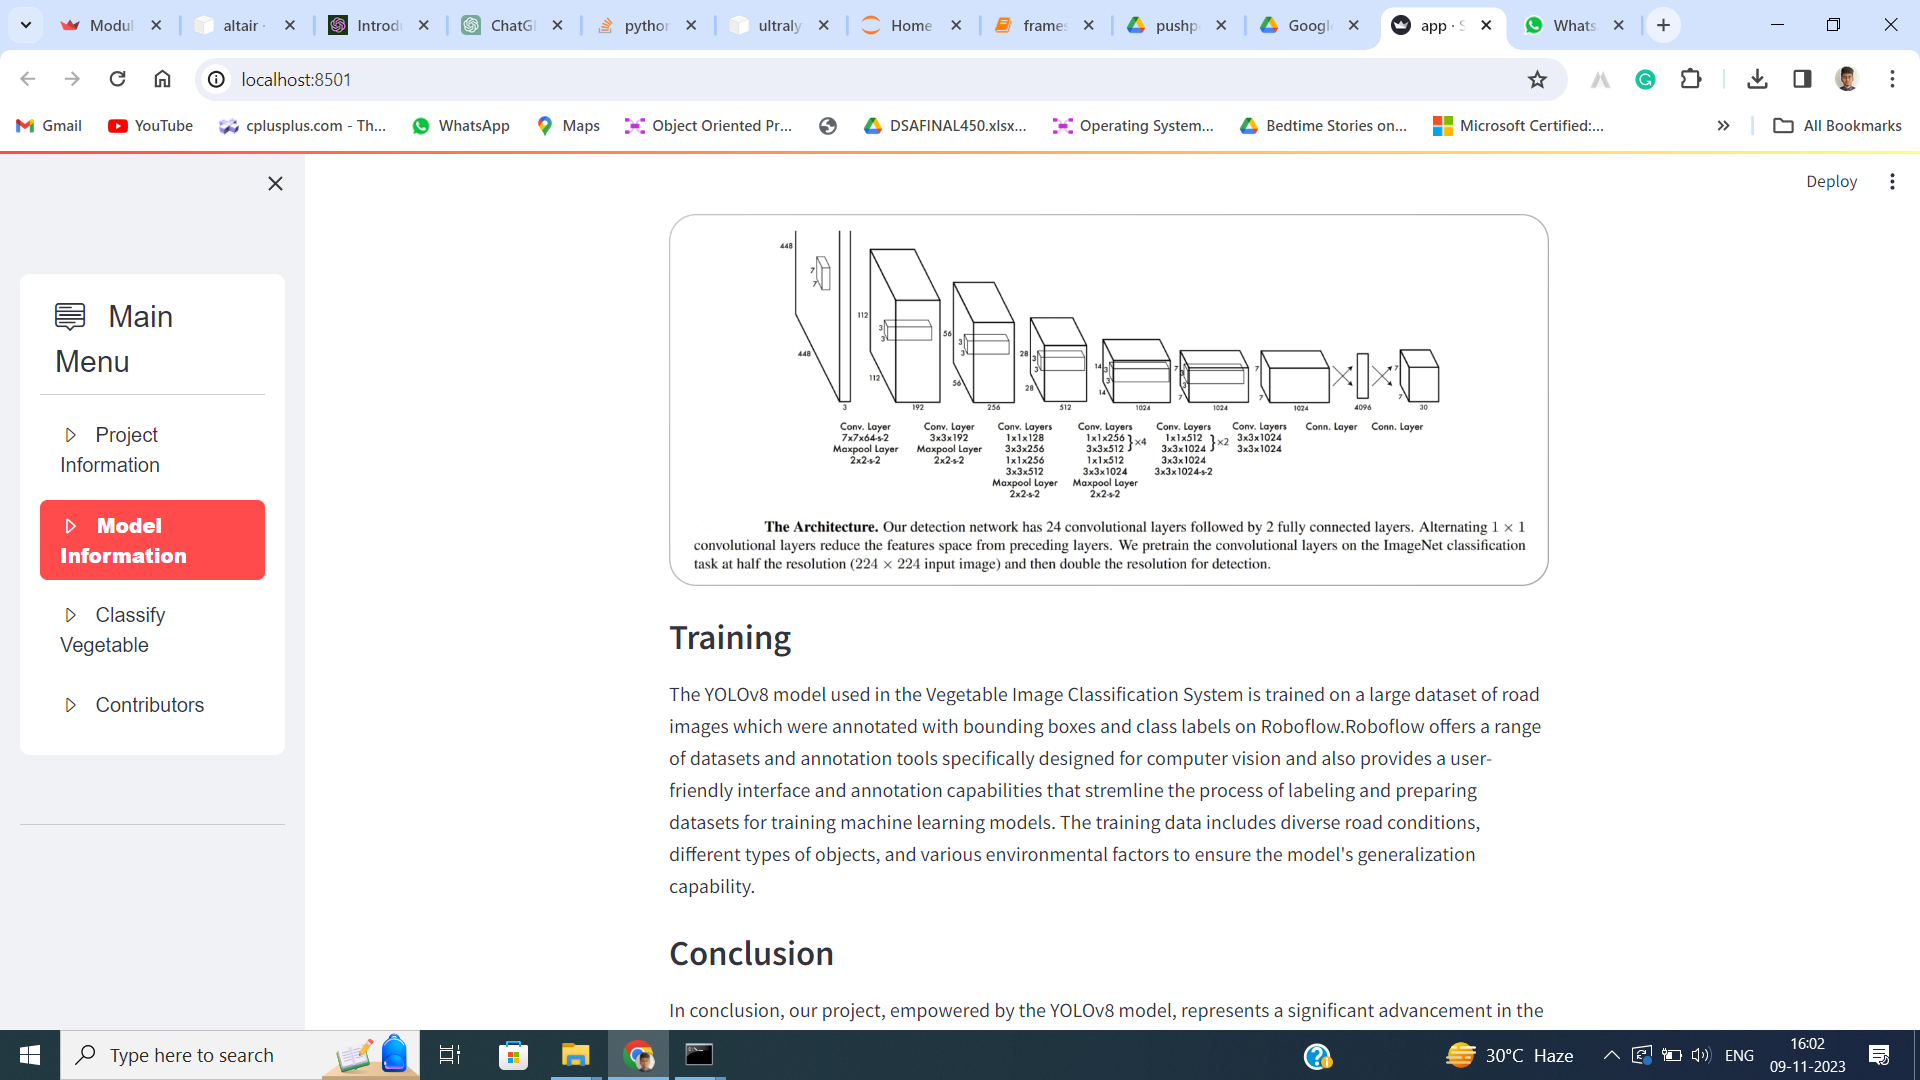 Modul
altair ·
Introd
ChatG
python
ultraly
Home
frames
pushp
Google
app · S
Whats
localhost:8501
Gmail
YouTube
cplusplus.com - Th...
WhatsApp
Maps
Object Oriented Pr...
DSAFINAL450.xlsx...
Operating System...
Bedtime Stories on...
Microsoft Certified:...
All Bookmarks
Deploy
Main
Menu
Project
Information
Model
Information
Classify
Vegetable
Contributors
448
7
7
448
3
112
3
3
112
192
56
3
3
56
256
28
3
3
28
512
14
3
3
14
1024
7
3
3
7
1024
7
7
1024
4096
7
7
30
Conv. Layer
7x7x64-s-2
Maxpool Layer
2x2-s-2
Conv. Layer
3x3x192
Maxpool Layer
2x2-s-2
Conv. Layers
1x1x128
3x3x256
1x1x256
3x3x512
Maxpool Layer
2x2-s-2
Conv. Layers
1x1x256
3x3x512 }×4
1x1x512
3x3x1024
Maxpool Layer
2x2-s-2
Conv. Layers
1x1x512
3x3x1024 }×2
3x3x1024
3x3x1024-s-2
Conv. Layers
3x3x1024
3x3x1024
Conn. Layer
Conn. Layer
The Architecture. Our detection network has 24 convolutional layers followed by 2 fully connected layers. Alternating 1 × 1
convolutional layers reduce the features space from preceding layers. We pretrain the convolutional layers on the ImageNet classification
task at half the resolution (224 × 224 input image) and then double the resolution for detection.
Training
The YOLOv8 model used in the Vegetable Image Classification System is trained on a large dataset of road
images which were annotated with bounding boxes and class labels on Roboflow.Roboflow offers a range
of datasets and annotation tools specifically designed for computer vision and also provides a user-
friendly interface and annotation capabilities that stremline the process of labeling and preparing
datasets for training machine learning models. The training data includes diverse road conditions,
different types of objects, and various environmental factors to ensure the model's generalization
capability.
Conclusion
In conclusion, our project, empowered by the YOLOv8 model, represents a significant advancement in the
Type here to search
30°C Haze
ENG
16:02
09-11-2023